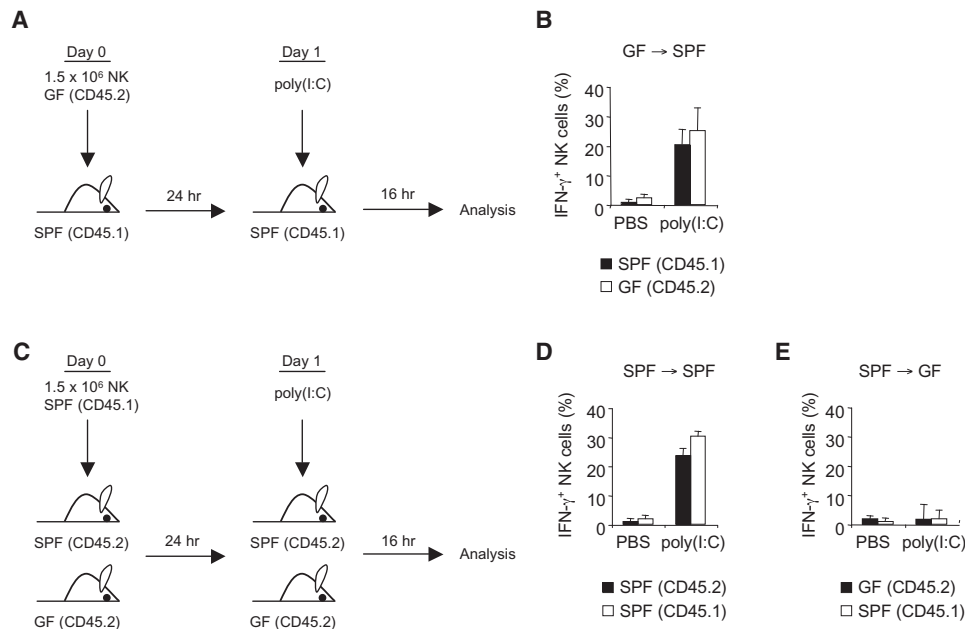 A
Day 0
1.5 x 10⁶ NK
GF (CD45.2)
Day 1
poly(I:C)
24 hr
16 hr
Analysis
SPF (CD45.1)
SPF (CD45.1)
B
GF → SPF
IFN-γ⁺ NK cells (%)
40
30
20
10
0
PBS poly(I:C)
SPF (CD45.1)
GF (CD45.2)
C
Day 0
1.5 x 10⁶ NK
SPF (CD45.1)
Day 1
poly(I:C)
SPF (CD45.2)
24 hr
SPF (CD45.2)
16 hr
Analysis
GF (CD45.2)
GF (CD45.2)
D
SPF → SPF
IFN-γ⁺ NK cells (%)
40
30
20
10
0
PBS poly(I:C)
SPF (CD45.2)
SPF (CD45.1)
E
SPF → GF
IFN-γ⁺ NK cells (%)
40
30
20
10
0
PBS poly(I:C)
GF (CD45.2)
SPF (CD45.1)